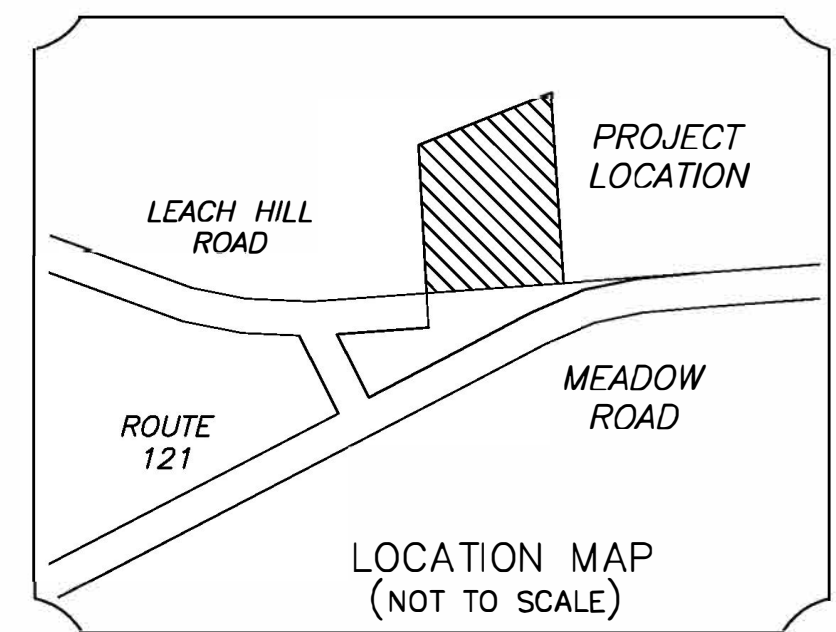 PROJECT
LOCATION
LEACH HILL
ROAD
MEADOW
ROAD
ROUTE
121
LOCATION MAP
(NOT TO SCALE)